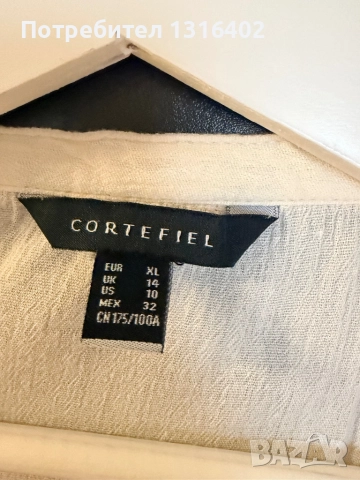 Потребител 1316402
CORTEFIEL
EUR XL
UK 14
US 10
MEX 32
CN 175/100A
BAZAR